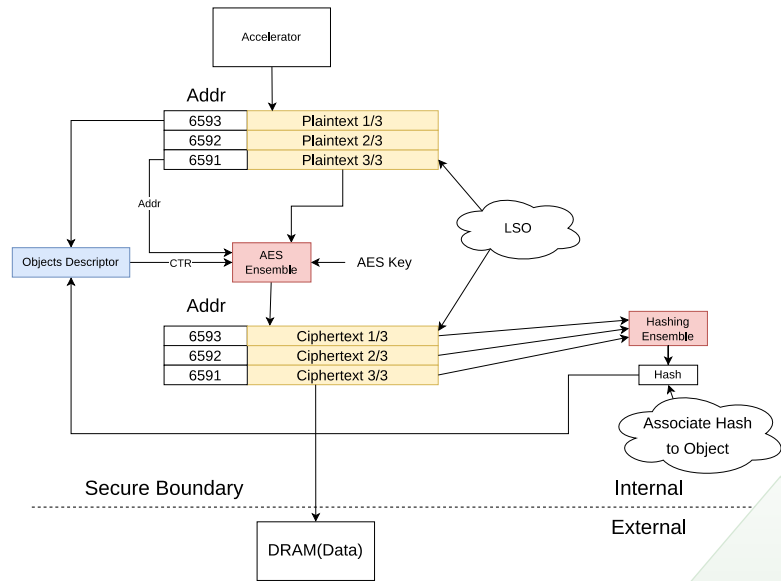 Accelerator
Addr
6593 Plaintext 1/3
6592 Plaintext 2/3
6591 Plaintext 3/3
Addr
LSO
Objects Descriptor
CTR
AES
Ensemble
AES Key
Addr
6593 Ciphertext 1/3
6592 Ciphertext 2/3
6591 Ciphertext 3/3
Hashing
Ensemble
Hash
Associate Hash
to Object
Secure Boundary
Internal
External
DRAM(Data)